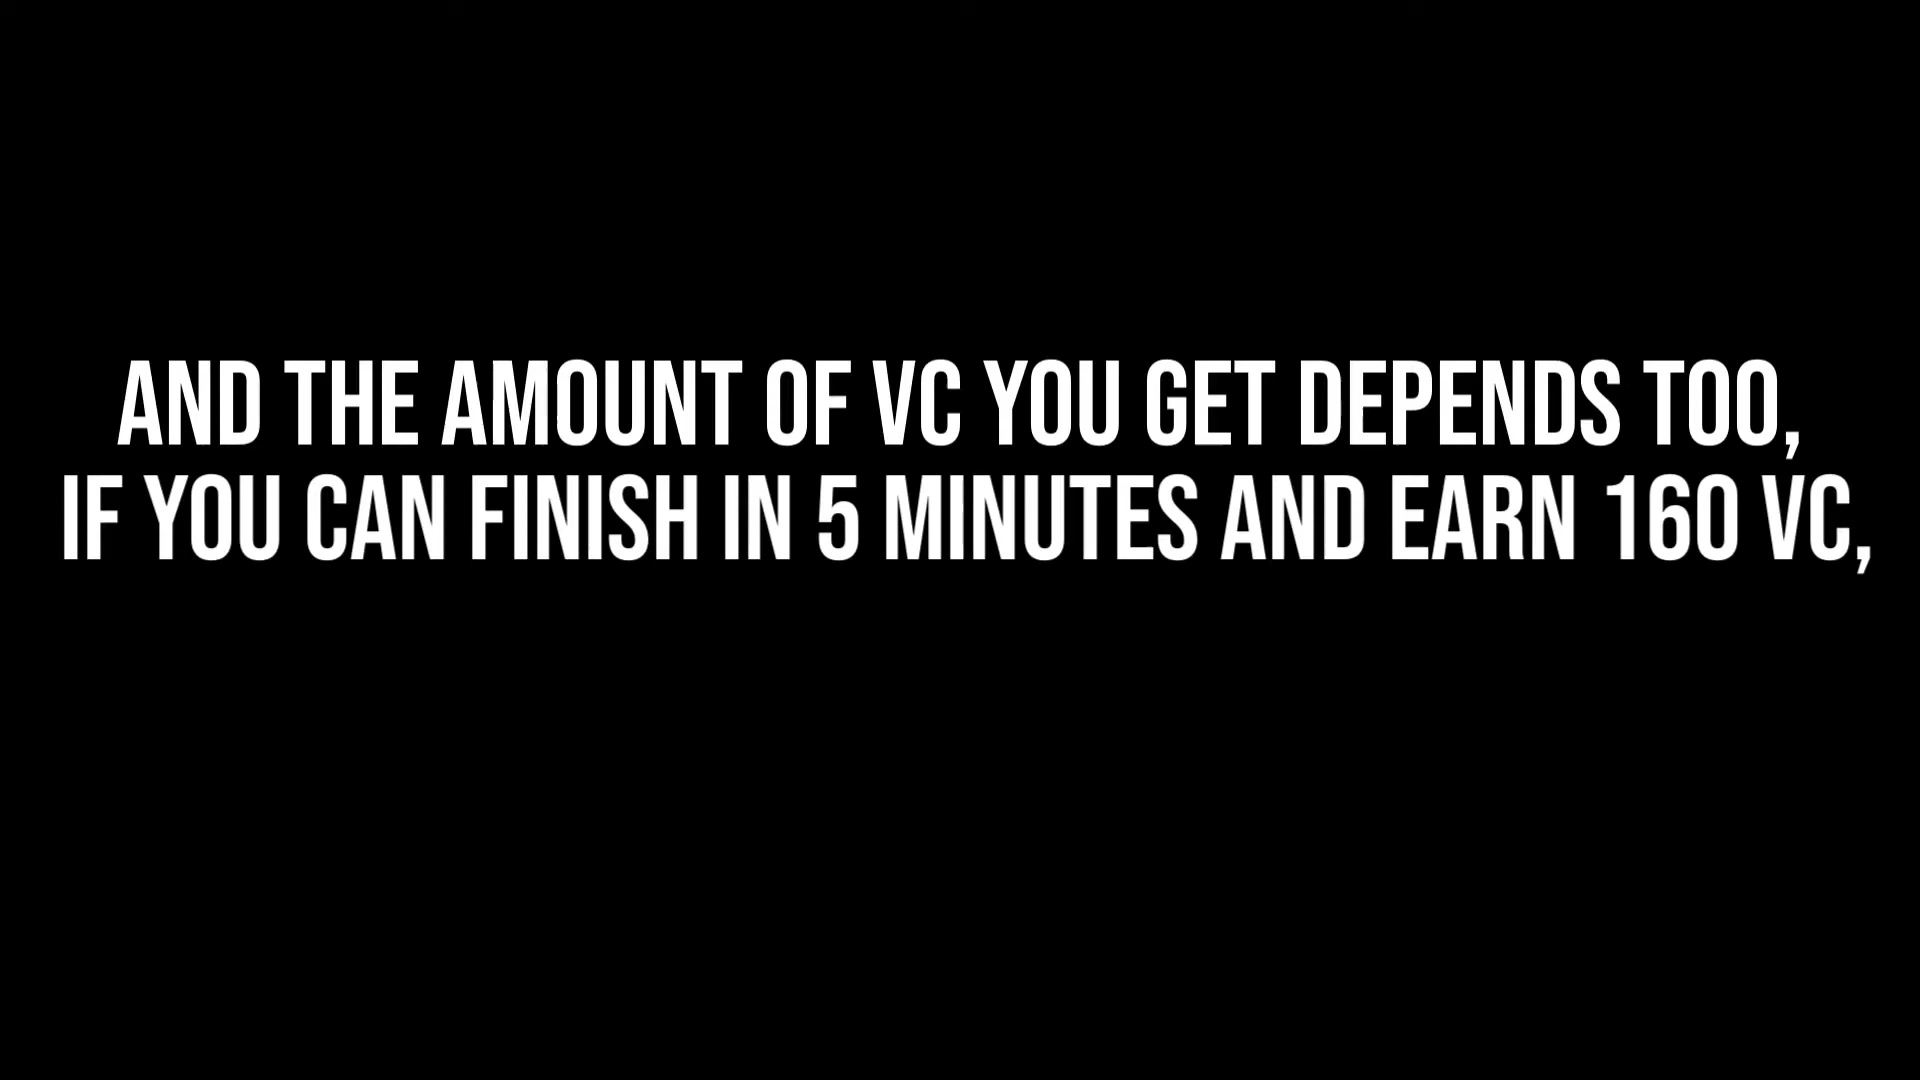 AND THE AMOUNT OF VC YOU GET DEPENDS TOO,
IF YOU CAN FINISH IN 5 MINUTES AND EARN 160 VC,